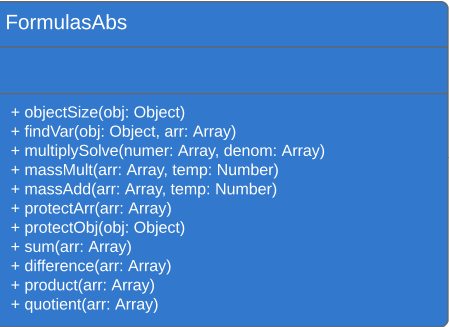 FormulasAbs
+ objectSize(obj: Object)
+ findVar(obj: Object, arr: Array)
+ multiplySolve(numer: Array, denom: Array)
+ massMult(arr: Array, temp: Number)
+ massAdd(arr: Array, temp: Number)
+ protectArr(arr: Array)
+ protectObj(obj: Object)
+ sum(arr: Array)
+ difference(arr: Array)
+ product(arr: Array)
+ quotient(arr: Array)